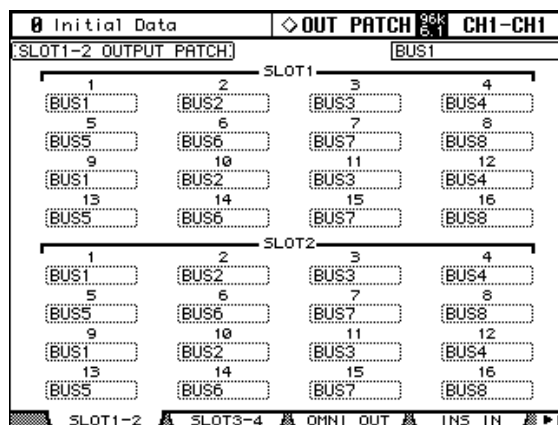 0 Initial Data ◇OUT PATCH 96k 6.1 CH1-CH1
SLOT1-2 OUTPUT PATCH BUS1
SLOT1
1 2 3 4
BUS1 BUS2 BUS3 BUS4
5 6 7 8
BUS5 BUS6 BUS7 BUS8
9 10 11 12
BUS1 BUS2 BUS3 BUS4
13 14 15 16
BUS5 BUS6 BUS7 BUS8
SLOT2
1 2 3 4
BUS1 BUS2 BUS3 BUS4
5 6 7 8
BUS5 BUS6 BUS7 BUS8
9 10 11 12
BUS1 BUS2 BUS3 BUS4
13 14 15 16
BUS5 BUS6 BUS7 BUS8
SLOT1-2 SLOT3-4 OMNI OUT INS IN